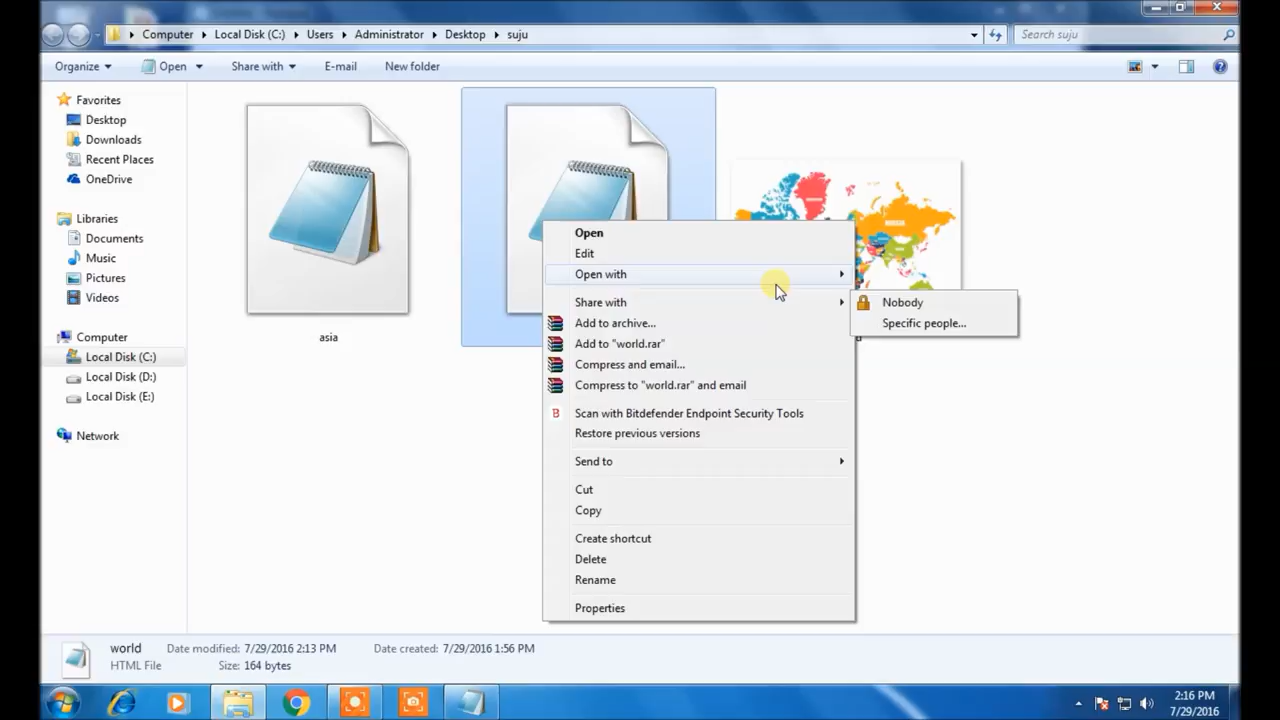 Computer Local Disk (C:) Users Administrator Desktop suju
Search suju
Organize Open Share with E-mail New folder
Favorites
Desktop
Downloads
Recent Places
OneDrive
Libraries
Documents
Music
Pictures
Videos
Computer
Local Disk (C:)
Local Disk (D:)
Local Disk (E:)
Network
asia
Open
Edit
Open with
Share with
Add to archive...
Add to "world.rar"
Compress and email...
Compress to "world.rar" and email
B Scan with Bitdefender Endpoint Security Tools
Restore previous versions
Send to
Cut
Copy
Create shortcut
Delete
Rename
Properties
Nobody
Specific people...
world Date modified: 7/29/2016 2:13 PM Date created: 7/29/2016 1:56 PM
HTML File Size: 164 bytes
2:16 PM
7/29/2016